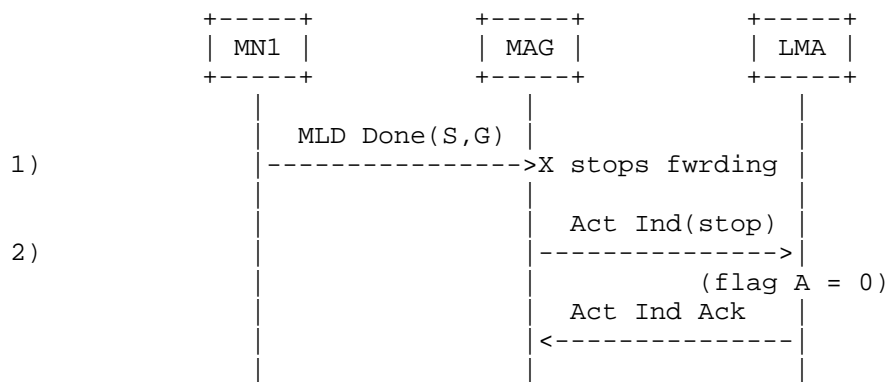 MN1 MAG LMA
MLD Done(S,G)
1) X stops fwrding
Act Ind(stop)
2)
(flag A = 0)
Act Ind Ack